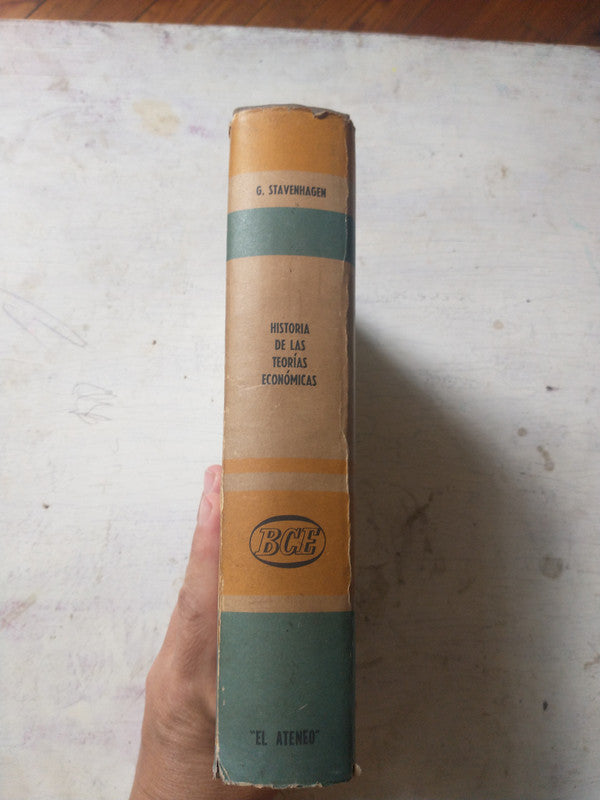 G. STAVENHAGEN
HISTORIA
DE LAS
TEORÍAS
ECONÓMICAS
BCE
"EL ATENEO"